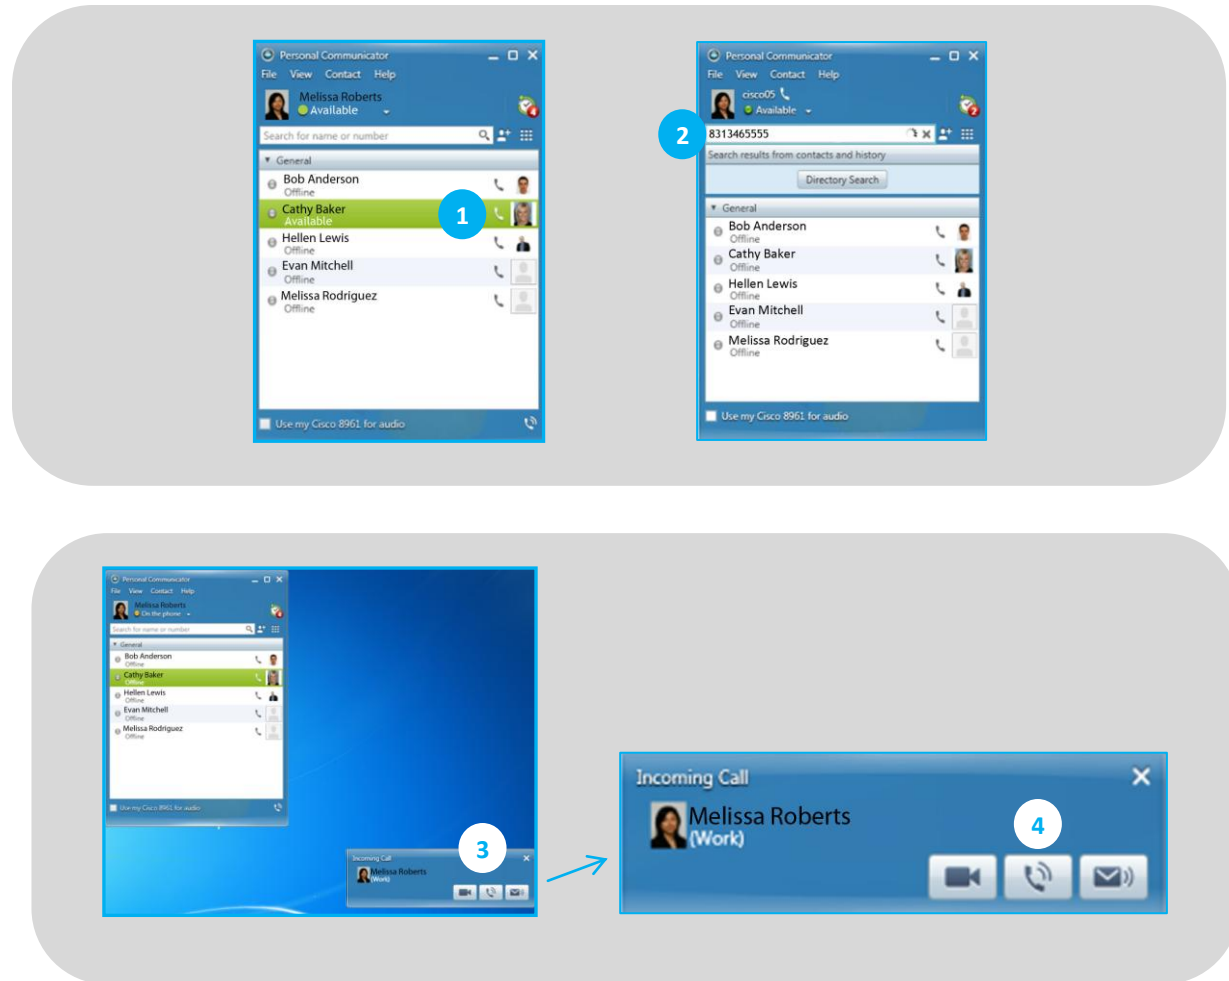 Personal Communicator
File View Contact Help
Melissa Roberts
Available
4
Search for name or number
General
Bob Anderson
Offline
Cathy Baker
Available
1
Hellen Lewis
Offline
Evan Mitchell
Offline
Melissa Rodriguez
Offline
Use my Cisco 8961 for audio
Personal Communicator
File View Contact Help
cisco05
Available
2
2
8313465555
Search results from contacts and history
Directory Search
General
Bob Anderson
Offline
Cathy Baker
Offline
Hellen Lewis
Offline
Evan Mitchell
Offline
Melissa Rodriguez
Offline
Use my Cisco 8961 for audio
Personal Communicator
File View Contact Help
Melissa Roberts
On the phone
4
Search for name or number
General
Bob Anderson
Offline
Cathy Baker
Offline
Hellen Lewis
Offline
Evan Mitchell
Offline
Melissa Rodriguez
Offline
Use my Cisco 8961 for audio
3
Incoming Call
Melissa Roberts
(Work)
Incoming Call
Melissa Roberts
(Work)
4